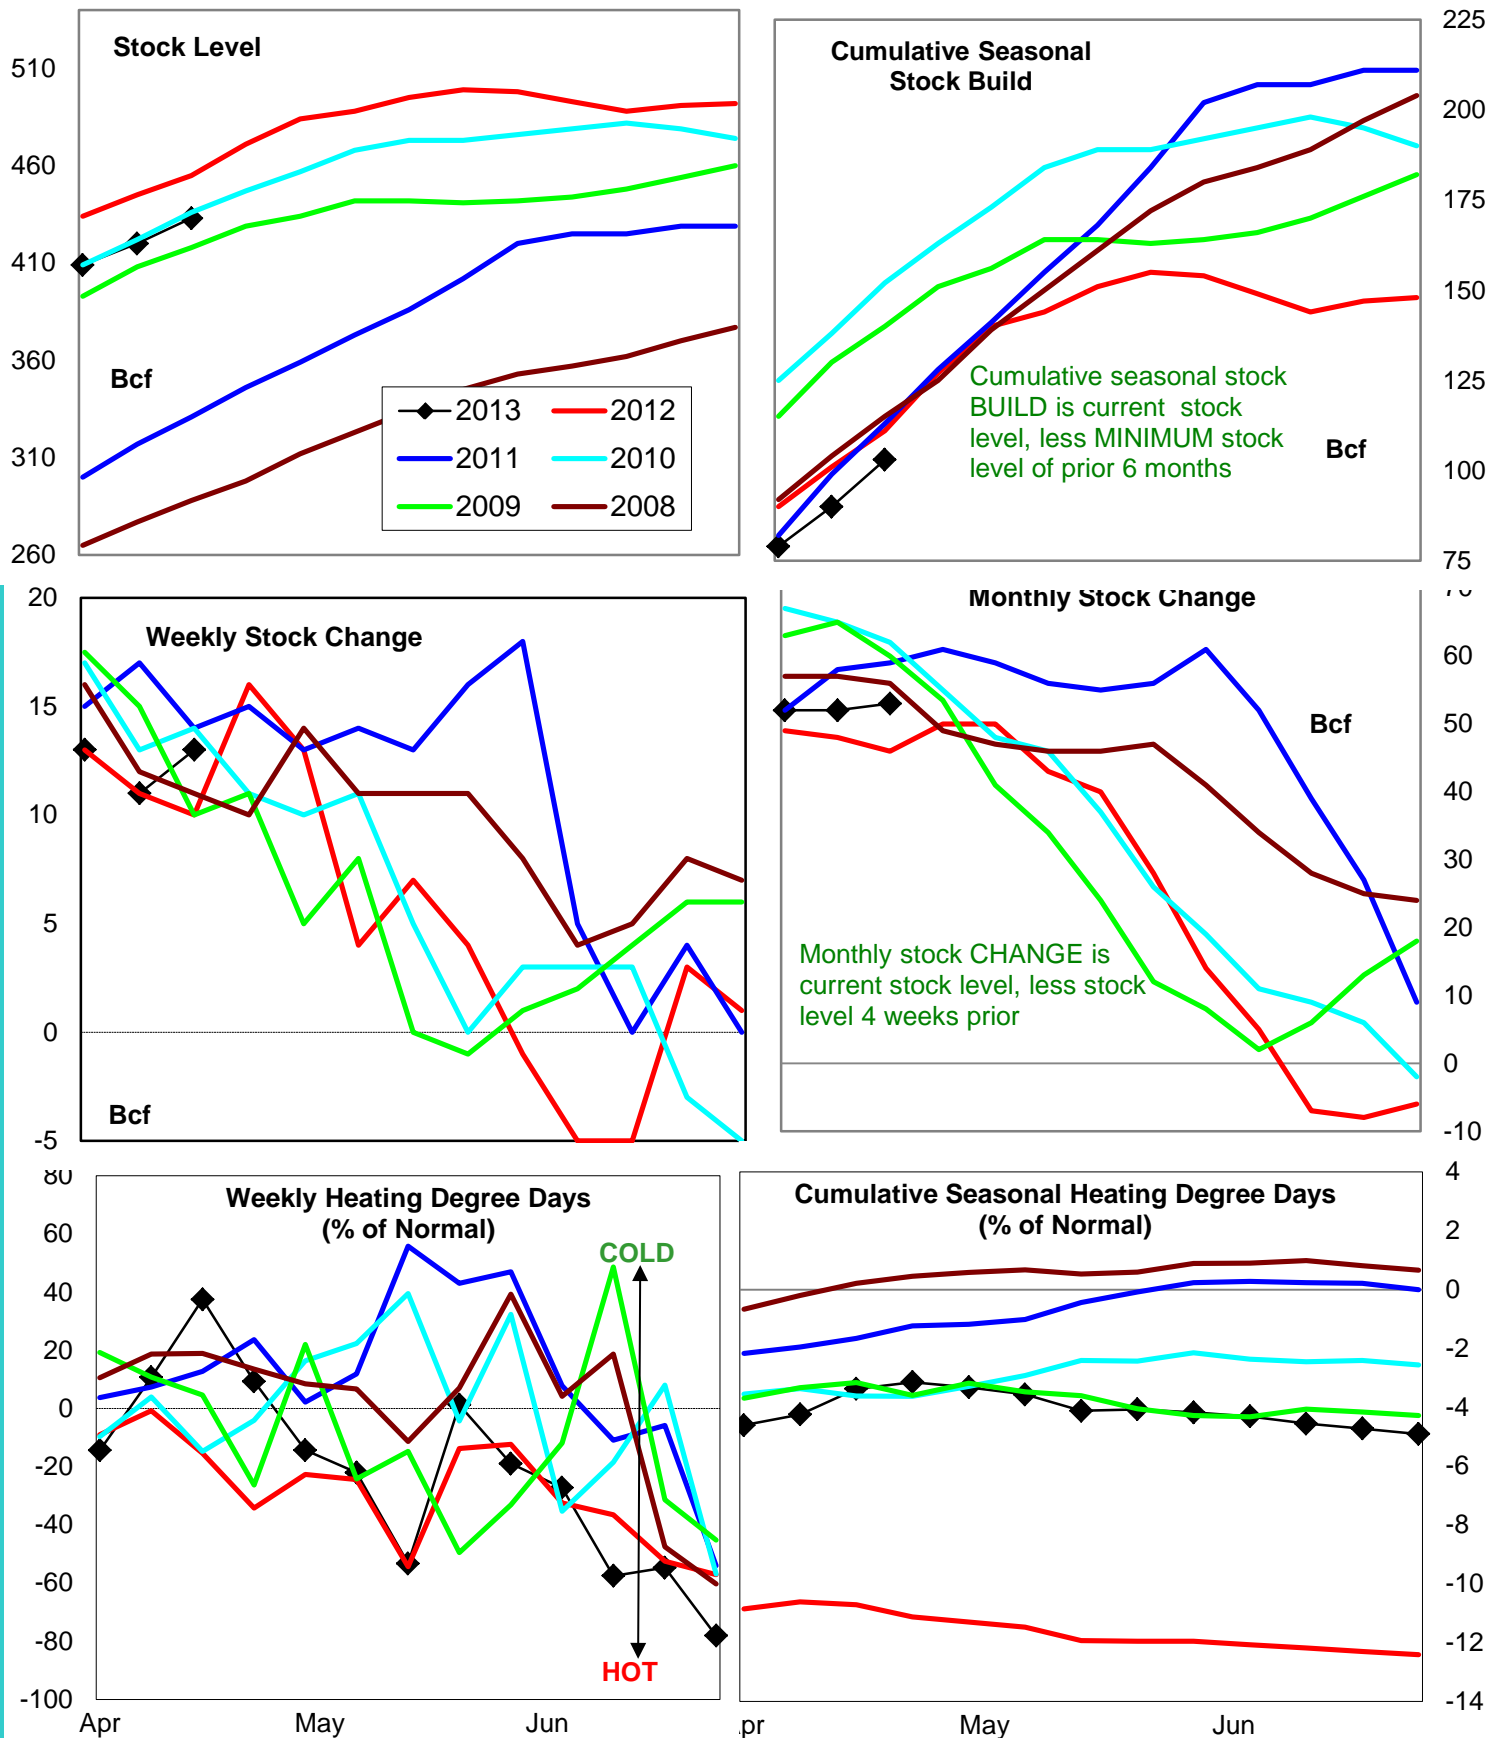 Stock Level
510
460
410
360
310
260
Bcf
2013
2012
2011
2010
2009
2008
Cumulative Seasonal
Stock Build
225
200
175
150
125
100
75
Cumulative seasonal stock
BUILD is current stock
level, less MINIMUM stock
level of prior 6 months
Bcf
Weekly Stock Change
20
15
10
5
0
-5
Bcf
Monthly Stock Change
70
60
50
40
30
20
10
0
-10
Bcf
Monthly stock CHANGE is
current stock level, less stock
level 4 weeks prior
Weekly Heating Degree Days
(% of Normal)
80
60
40
20
0
-20
-40
-60
-80
-100
COLD
HOT
Apr
May
Jun
Cumulative Seasonal Heating Degree Days
(% of Normal)
4
2
0
-2
-4
-6
-8
-10
-12
-14
pr
May
Jun